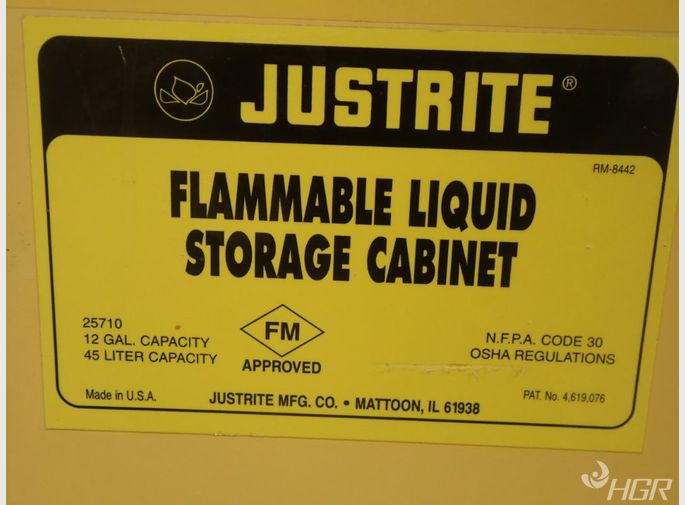 JUSTRITE®
RM-8442
FLAMMABLE LIQUID
STORAGE CABINET
25710
12 GAL. CAPACITY
45 LITER CAPACITY
FM
APPROVED
N.F.P.A. CODE 30
OSHA REGULATIONS
Made in U.S.A.
JUSTRITE MFG. CO. • MATTOON, IL 61938
PAT. No. 4,619,076
HGR